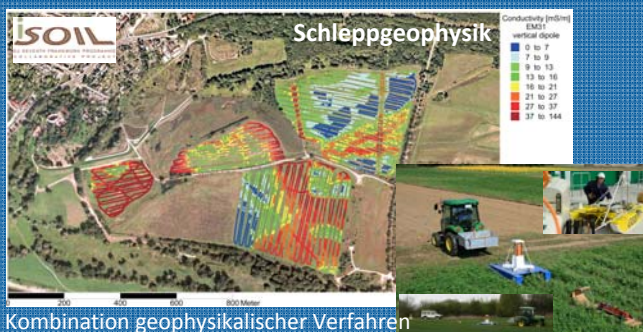 iSOIL
EU SEVENTH FRAMEWORK PROGRAMME
COLLABORATIVE PROJECT
Schleppgeophysik
Conductivity [mS/m]
EM31
vertical dipole
0 to 7
7 to 9
9 to 13
13 to 16
16 to 21
21 to 27
27 to 37
37 to 144
0 200 400 600 800 Meter
Kombination geophysikalischer Verfahren